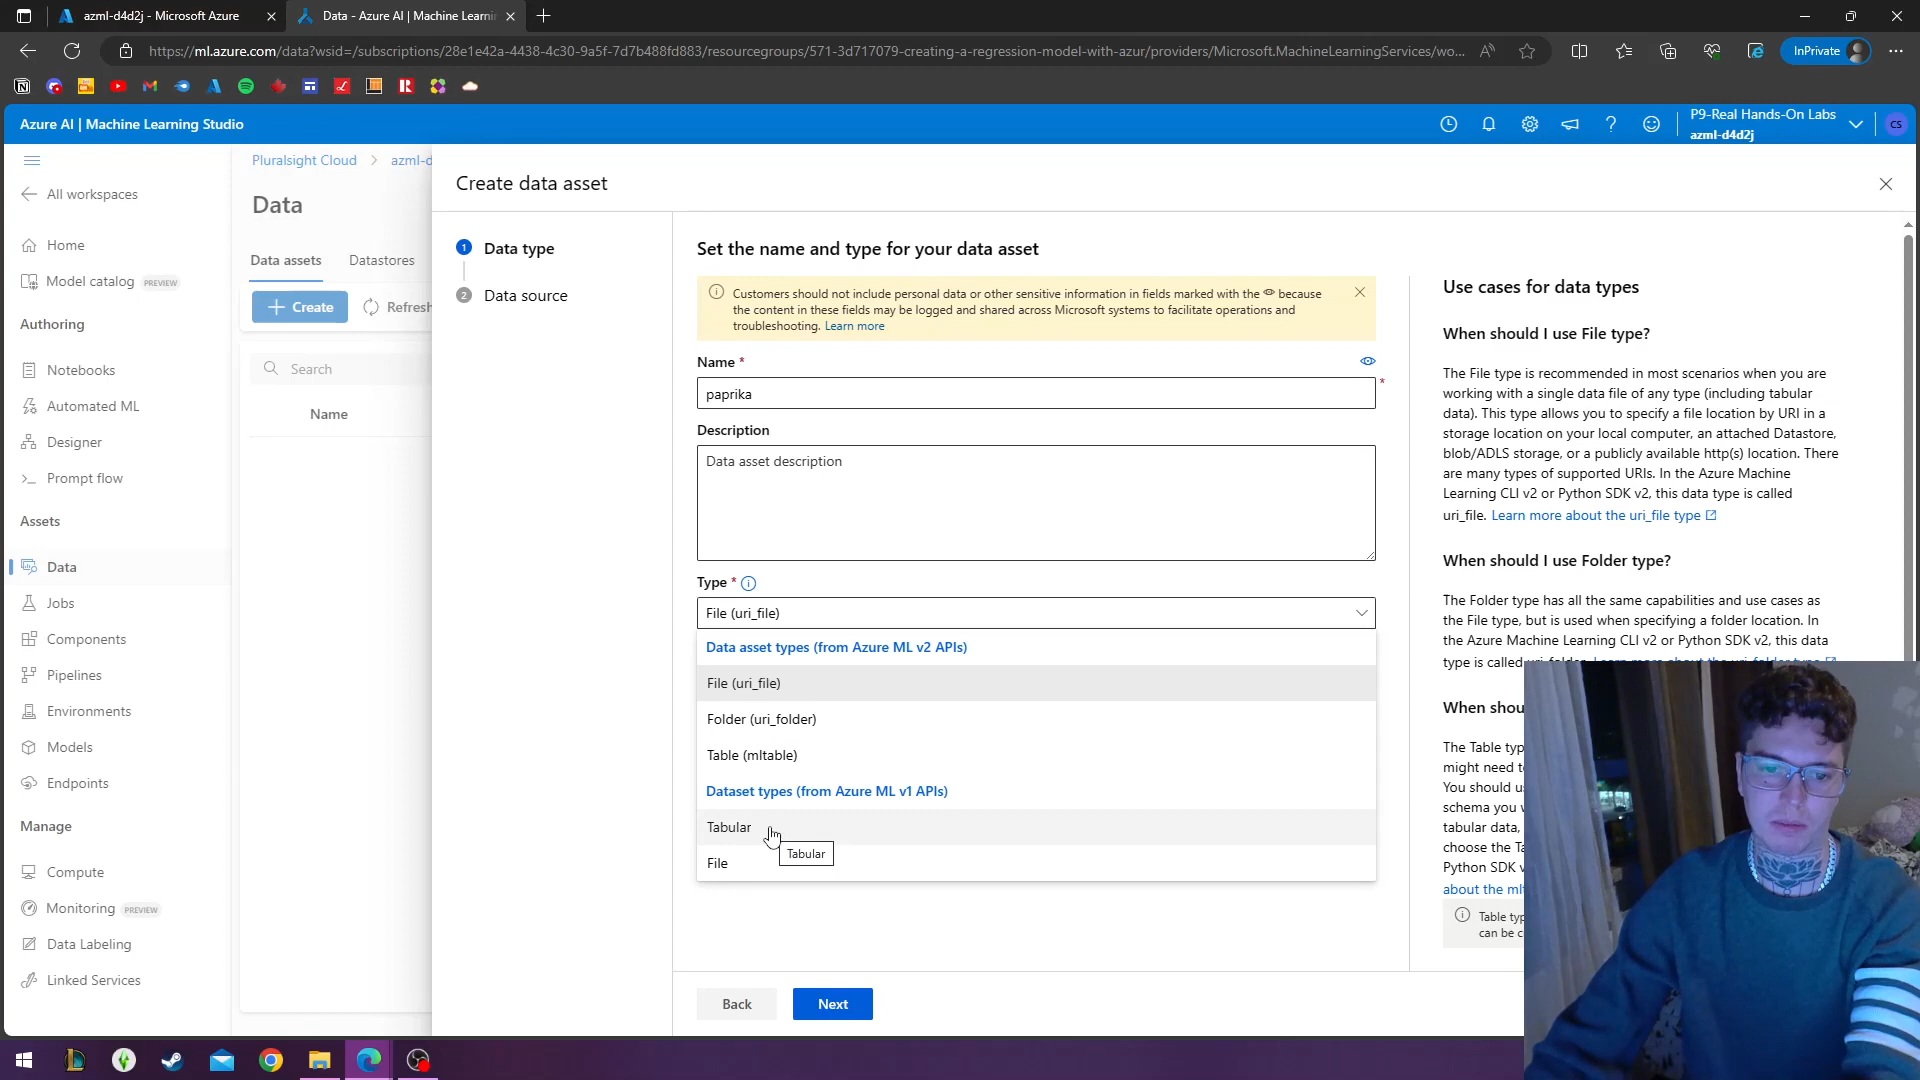 azml-d4d2j - Microsoft Azure
Data - Azure AI | Machine Learnin
https://ml.azure.com/data?wsid=/subscriptions/28e1e42a-4438-4c30-9a5f-7d7b488fd883/resourcegroups/571-3d717079-creating-a-regression-model-with-azur/providers/Microsoft.MachineLearningServices/wo...
InPrivate
Azure AI | Machine Learning Studio
P9-Real Hands-On Labs
azml-d4d2j
CS
All workspaces
Home
Model catalog PREVIEW
Authoring
Notebooks
Automated ML
Designer
Prompt flow
Assets
Data
Jobs
Components
Pipelines
Environments
Models
Endpoints
Manage
Compute
Monitoring PREVIEW
Data Labeling
Linked Services
Pluralsight Cloud > azml-d
Data
Data assets Datastores
+ Create Refresh
Search
Name
Create data asset
1 Data type
2 Data source
Set the name and type for your data asset
Customers should not include personal data or other sensitive information in fields marked with the because
the content in these fields may be logged and shared across Microsoft systems to facilitate operations and
troubleshooting. Learn more
Name *
*
paprika
Description
Data asset description
Type *
File (uri_file)
Data asset types (from Azure ML v2 APIs)
File (uri_file)
Folder (uri_folder)
Table (mltable)
Dataset types (from Azure ML v1 APIs)
Tabular
Tabular
File
Back Next
Use cases for data types
When should I use File type?
The File type is recommended in most scenarios when you are
working with a single data file of any type (including tabular
data). This type allows you to specify a file location by URI in a
storage location on your local computer, an attached Datastore,
blob/ADLS storage, or a publicly available http(s) location. There
are many types of supported URIs. In the Azure Machine
Learning CLI v2 or Python SDK v2, this data type is called
uri_file. Learn more about the uri_file type
When should I use Folder type?
The Folder type has all the same capabilities and use cases as
the File type, but is used when specifying a folder location. In
the Azure Machine Learning CLI v2 or Python SDK v2, this data
type is called uri_folder. Learn more about the uri_folder type
When shou
The Table typ
might need t
You should u
schema you w
tabular data,
choose the Ta
Python SDK v
about the mlt
Table typ
can be c